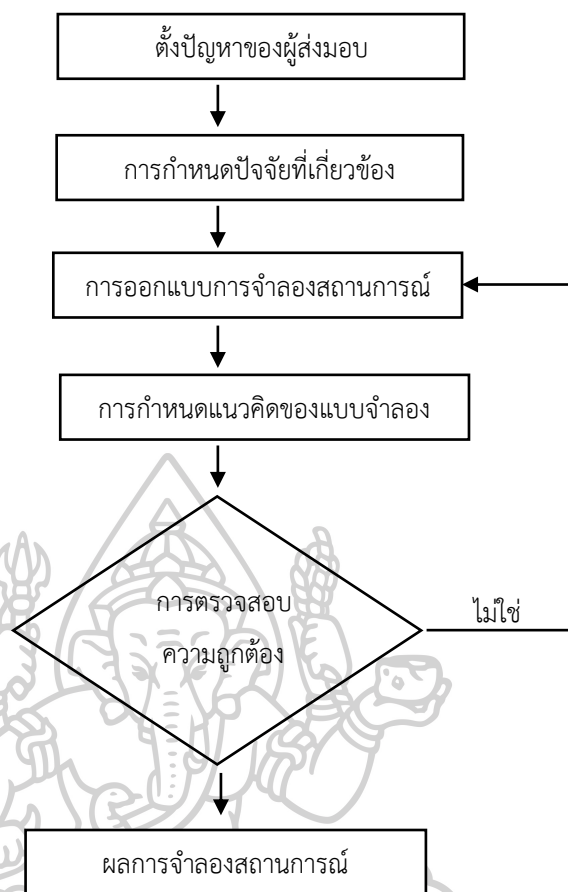 ตั้งปัญหาของผู้ส่งมอบ
การกำหนดปัจจัยที่เกี่ยวข้อง
การออกแบบการจำลองสถานการณ์
การกำหนดแนวคิดของแบบจำลอง
การตรวจสอบ
ความถูกต้อง
ไม่ใช่
ผลการจำลองสถานการณ์